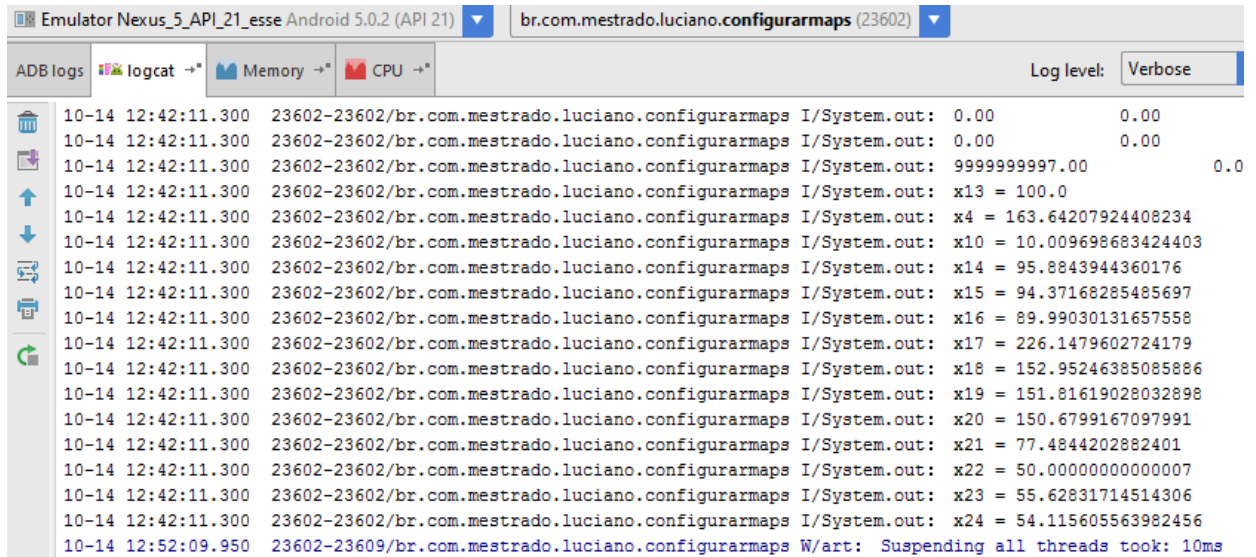 Emulator Nexus_5_API_21_esse Android 5.0.2 (API 21) br.com.mestrado.luciano.configurarmaps (23602)
ADB logs logcat Memory CPU Log level: Verbose
10-14 12:42:11.300 23602-23602/br.com.mestrado.luciano.configurarmaps I/System.out: 0.00 0.00
10-14 12:42:11.300 23602-23602/br.com.mestrado.luciano.configurarmaps I/System.out: 0.00 0.00
10-14 12:42:11.300 23602-23602/br.com.mestrado.luciano.configurarmaps I/System.out: 9999999997.00 0.0
10-14 12:42:11.300 23602-23602/br.com.mestrado.luciano.configurarmaps I/System.out: x13 = 100.0
10-14 12:42:11.300 23602-23602/br.com.mestrado.luciano.configurarmaps I/System.out: x4 = 163.64207924408234
10-14 12:42:11.300 23602-23602/br.com.mestrado.luciano.configurarmaps I/System.out: x10 = 10.009698683424403
10-14 12:42:11.300 23602-23602/br.com.mestrado.luciano.configurarmaps I/System.out: x14 = 95.8843944360176
10-14 12:42:11.300 23602-23602/br.com.mestrado.luciano.configurarmaps I/System.out: x15 = 94.37168285485697
10-14 12:42:11.300 23602-23602/br.com.mestrado.luciano.configurarmaps I/System.out: x16 = 89.99030131657558
10-14 12:42:11.300 23602-23602/br.com.mestrado.luciano.configurarmaps I/System.out: x17 = 226.1479602724179
10-14 12:42:11.300 23602-23602/br.com.mestrado.luciano.configurarmaps I/System.out: x18 = 152.95246385085886
10-14 12:42:11.300 23602-23602/br.com.mestrado.luciano.configurarmaps I/System.out: x19 = 151.81619028032898
10-14 12:42:11.300 23602-23602/br.com.mestrado.luciano.configurarmaps I/System.out: x20 = 150.6799167097991
10-14 12:42:11.300 23602-23602/br.com.mestrado.luciano.configurarmaps I/System.out: x21 = 77.4844202882401
10-14 12:42:11.300 23602-23602/br.com.mestrado.luciano.configurarmaps I/System.out: x22 = 50.00000000000007
10-14 12:42:11.300 23602-23602/br.com.mestrado.luciano.configurarmaps I/System.out: x23 = 55.62831714514306
10-14 12:42:11.300 23602-23602/br.com.mestrado.luciano.configurarmaps I/System.out: x24 = 54.115605563982456
10-14 12:52:09.950 23602-23609/br.com.mestrado.luciano.configurarmaps W/art: Suspending all threads took: 10ms